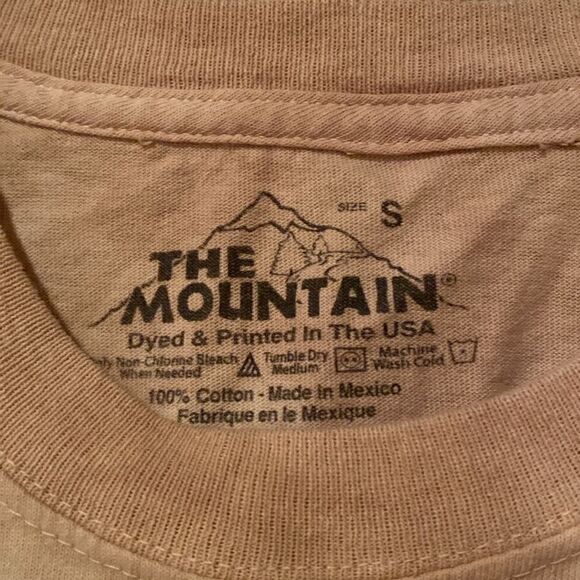 SIZE S
THE
MOUNTAIN®
Dyed & Printed In The USA
Non-Chlorine Bleach
When Needed
Tumble Dry
Medium
Machine
Wash Cold
100% Cotton - Made in Mexico
Fabrique en le Mexique